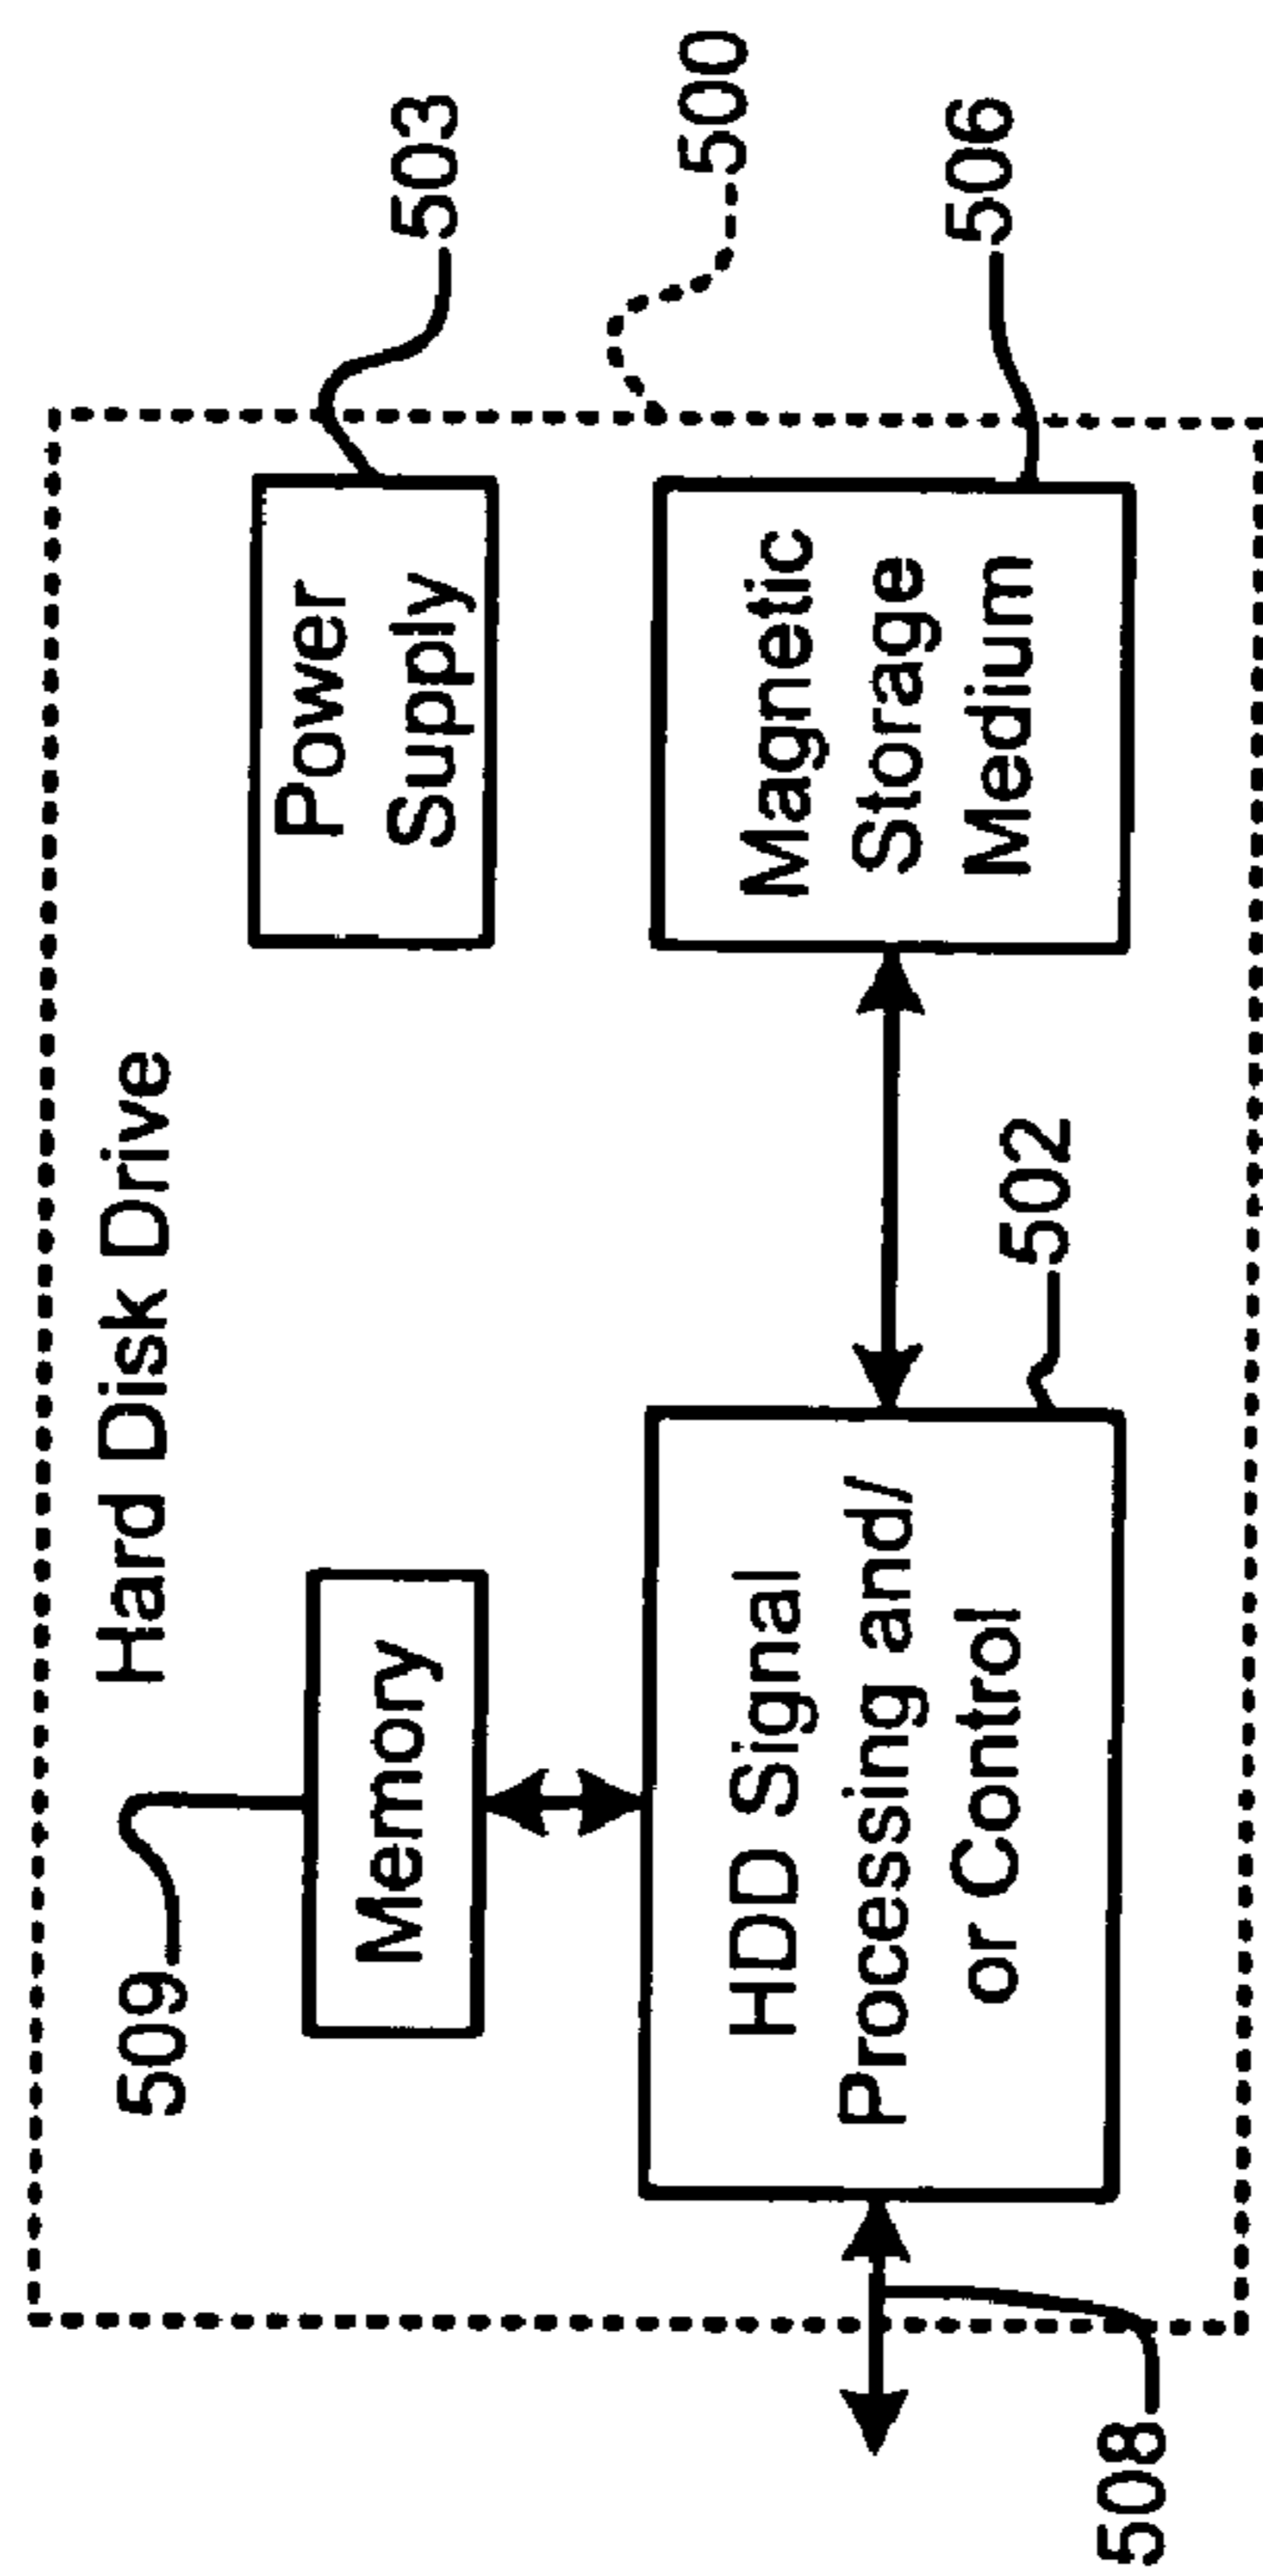 Hard Disk Drive
509
Memory
Power
Supply
503
500
HDD Signal
Processing and/
or Control
502
Magnetic
Storage
Medium
506
508